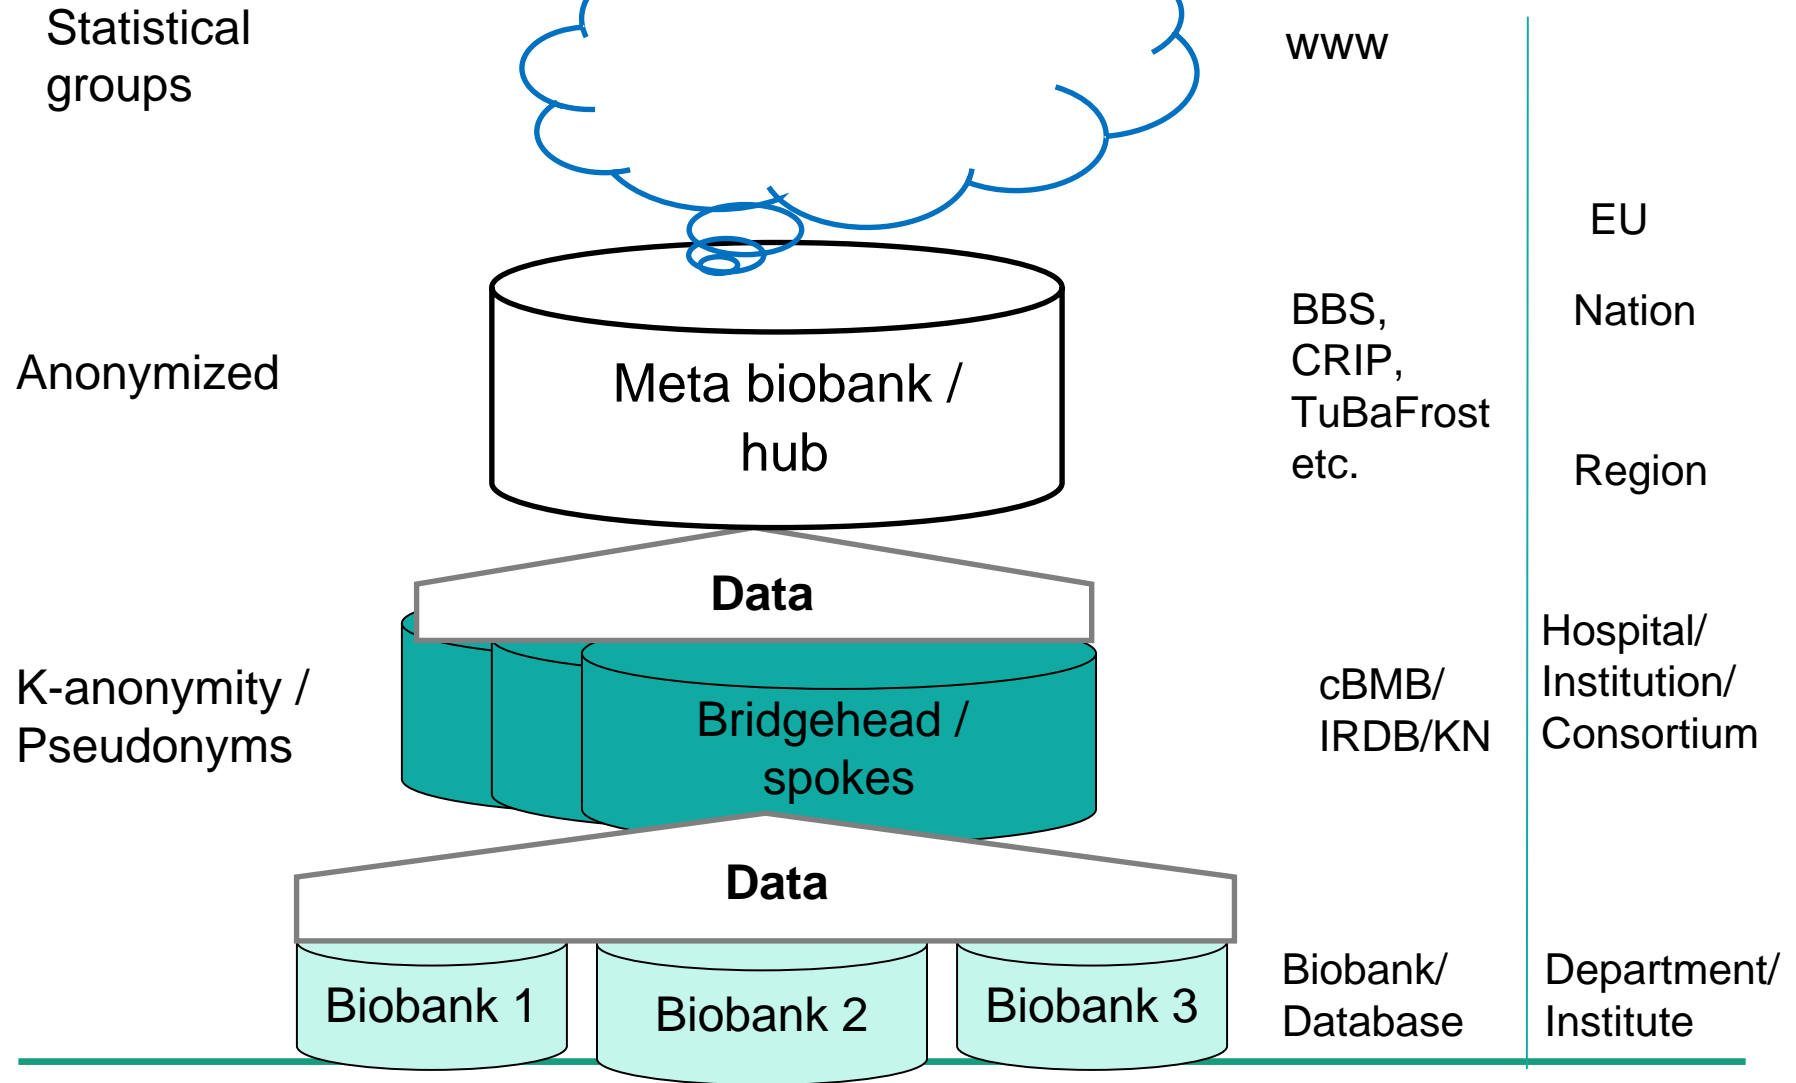 Statistical
groups
www
EU
Anonymized
Meta biobank /
hub
BBS,
CRIP,
TuBaFrost
etc.
Nation
Region
Data
K-anonymity /
Pseudonyms
Bridgehead /
spokes
cBMB/
IRDB/KN
Hospital/
Institution/
Consortium
Data
Biobank 1
Biobank 2
Biobank 3
Biobank/
Database
Department/
Institute